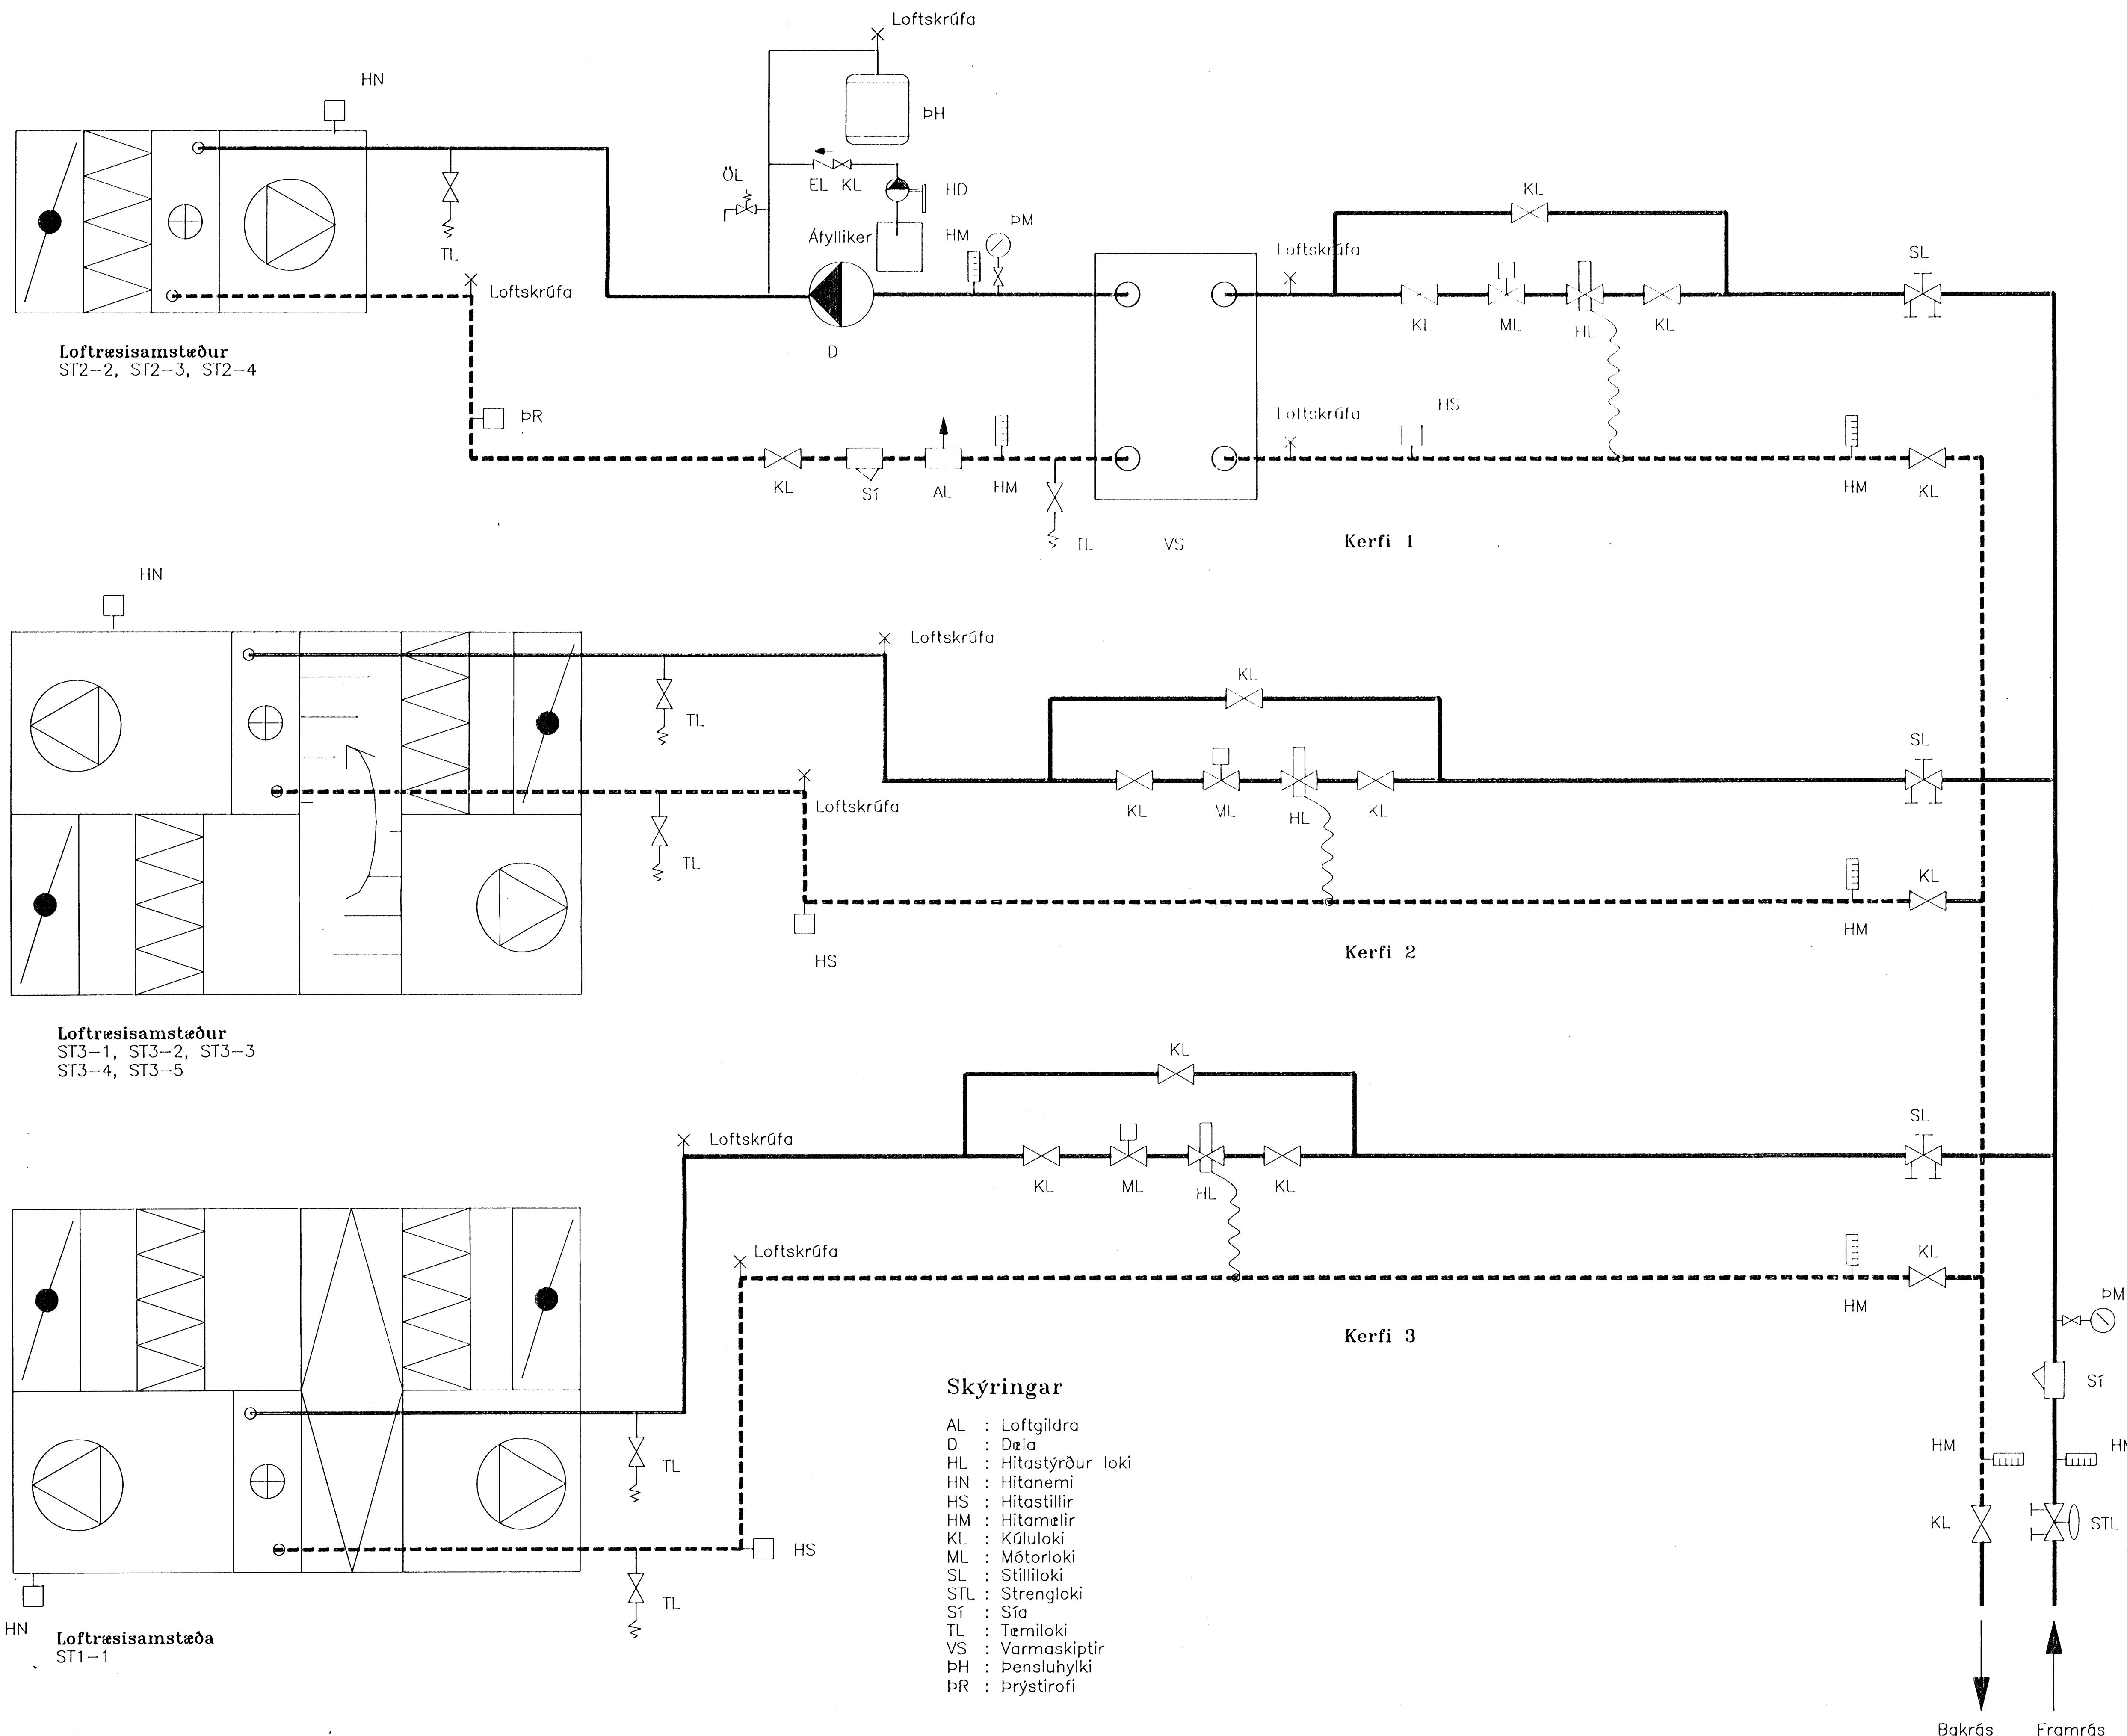 Loftskrúfa
HN
ÞH
ÖL
EL KL
HD
Áfylliker
HM
ÞM
TL
Loftskrúfa
D
Loftræsisamstæður
ST2-2, ST2-3, ST2-4
ÞR
KL
Sí
AL
HM
TL
VS
KL
Loftskrúfa
KL
ML
HL
KL
SL
Loftskrúfa
HS
HM
KL
Kerfi 1
HN
Loftskrúfa
TL
KL
SL
Loftskrúfa
KL
ML
HL
KL
TL
HS
HM
KL
Kerfi 2
Loftræsisamstæður
ST3-1, ST3-2, ST3-3
ST3-4, ST3-5
KL
SL
Loftskrúfa
KL
ML
HL
KL
Loftskrúfa
HM
KL
Kerfi 3
TL
HS
TL
HN
Loftræsisamstæða
ST1-1
ÞM
Sí
HM
HM
KL
STL
Bakrás
Framrás
Skýringar
AL : Loftgildra
D : Dæla
HL : Hitastýrður loki
HN : Hitanemi
HS : Hitastillir
HM : Hitamælir
KL : Kúluloki
ML : Mótorloki
SL : Stilliloki
STL : Strengloki
Sí : Sía
TL : Tæmiloki
VS : Varmaskiptir
ÞH : Þensluhylki
ÞR : Þrýstirofi